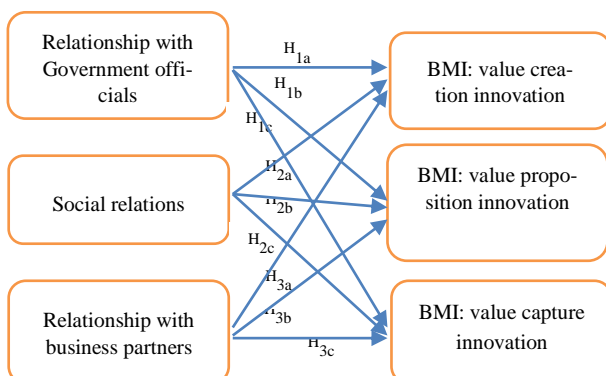 Relationship with
Government offi-
cials
H1a
H1b
H1c
BMI: value crea-
tion innovation
Social relations
H2a
H2b
H2c
BMI: value propo-
sition innovation
Relationship with
business partners
H3a
H3b
H3c
BMI: value capture
innovation